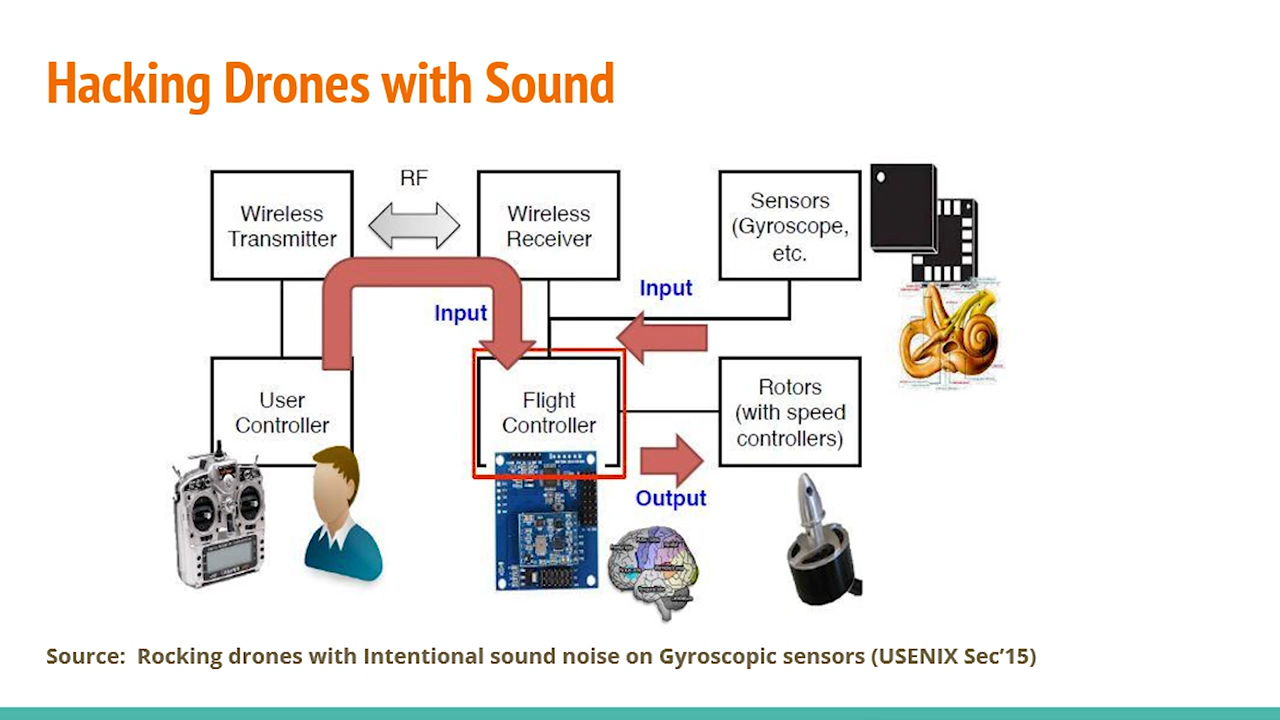 Hacking Drones with Sound
RF
Wireless
Transmitter
Wireless
Receiver
Sensors
(Gyroscope,
etc.
Input
Input
User
Controller
Flight
Controller
Rotors
(with speed
controllers)
Output
Source:  Rocking drones with Intentional sound noise on Gyroscopic sensors (USENIX Sec’15)